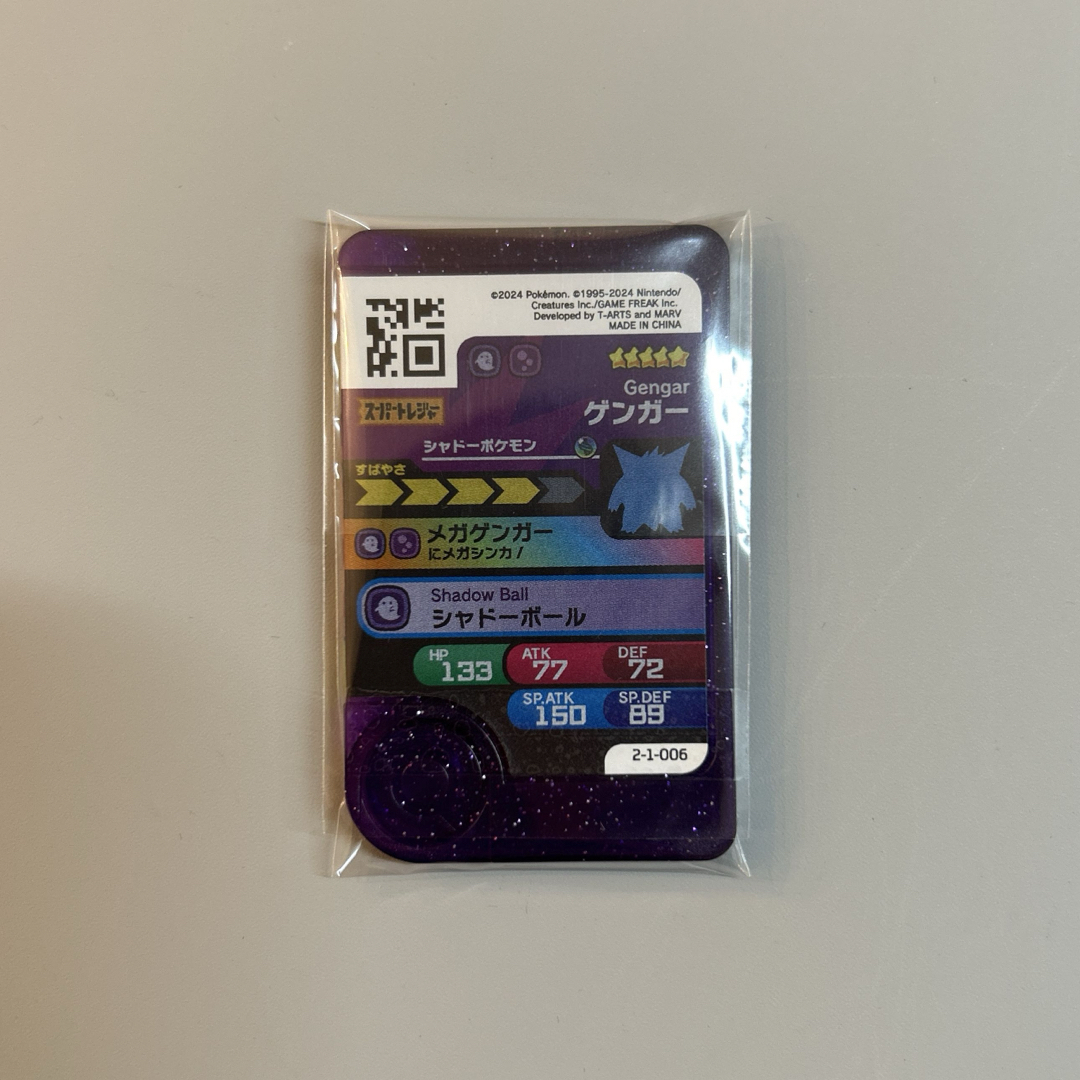 ©2024 Pokémon. ©1995-2024 Nintendo/
Creatures Inc./GAME FREAK Inc.
Developed by T-ARTS and MARV
MADE IN CHINA
Gengar
ゲンガー
スーパートレジャー
シャドーポケモン
すばやさ
メガゲンガー
にメガシンカ！
Shadow Ball
シャドーボール
HP 133 ATK 77 DEF 72
SP.ATK 150 SP.DEF 89
2-1-006